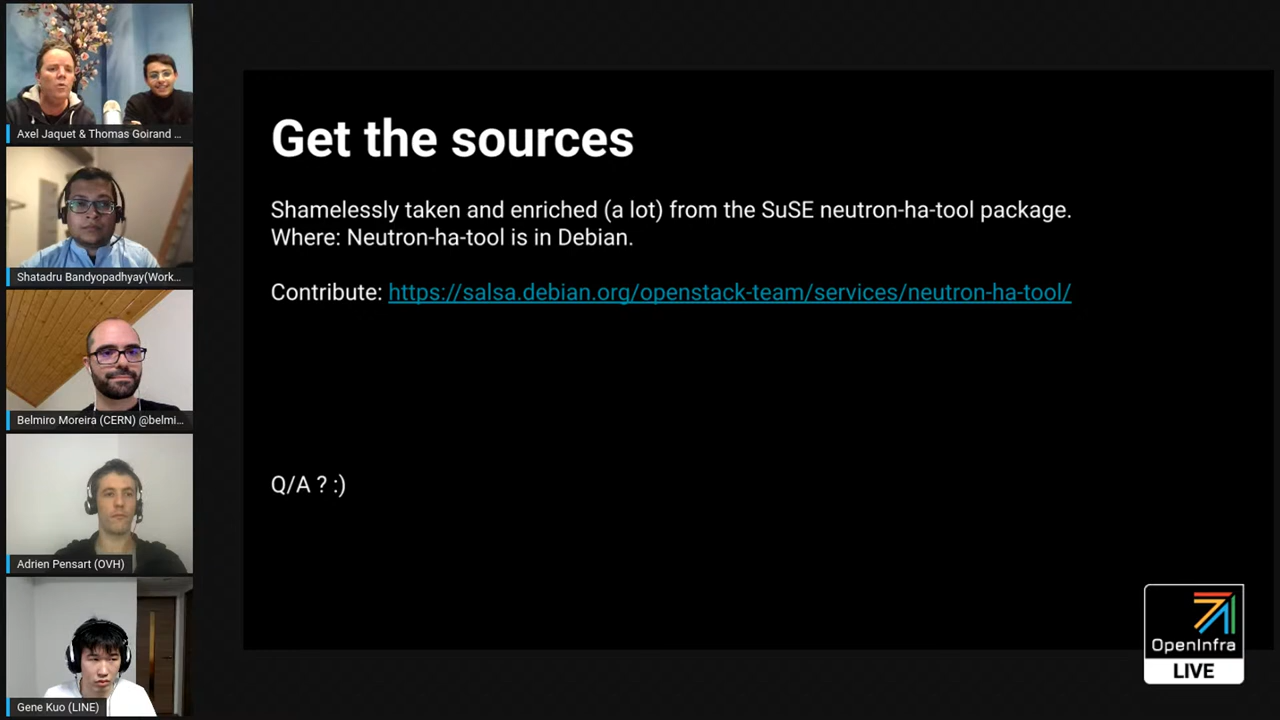 Axel Jaquet & Thomas Goirand ...
Shatadru Bandyopadhyay(Work...
Belmiro Moreira (CERN) @belmi...
Adrien Pensart (OVH)
Gene Kuo (LINE)
Get the sources
Shamelessly taken and enriched (a lot) from the SuSE neutron-ha-tool package.
Where: Neutron-ha-tool is in Debian.
Contribute: https://salsa.debian.org/openstack-team/services/neutron-ha-tool/
Q/A ? :)
OpenInfra
LIVE